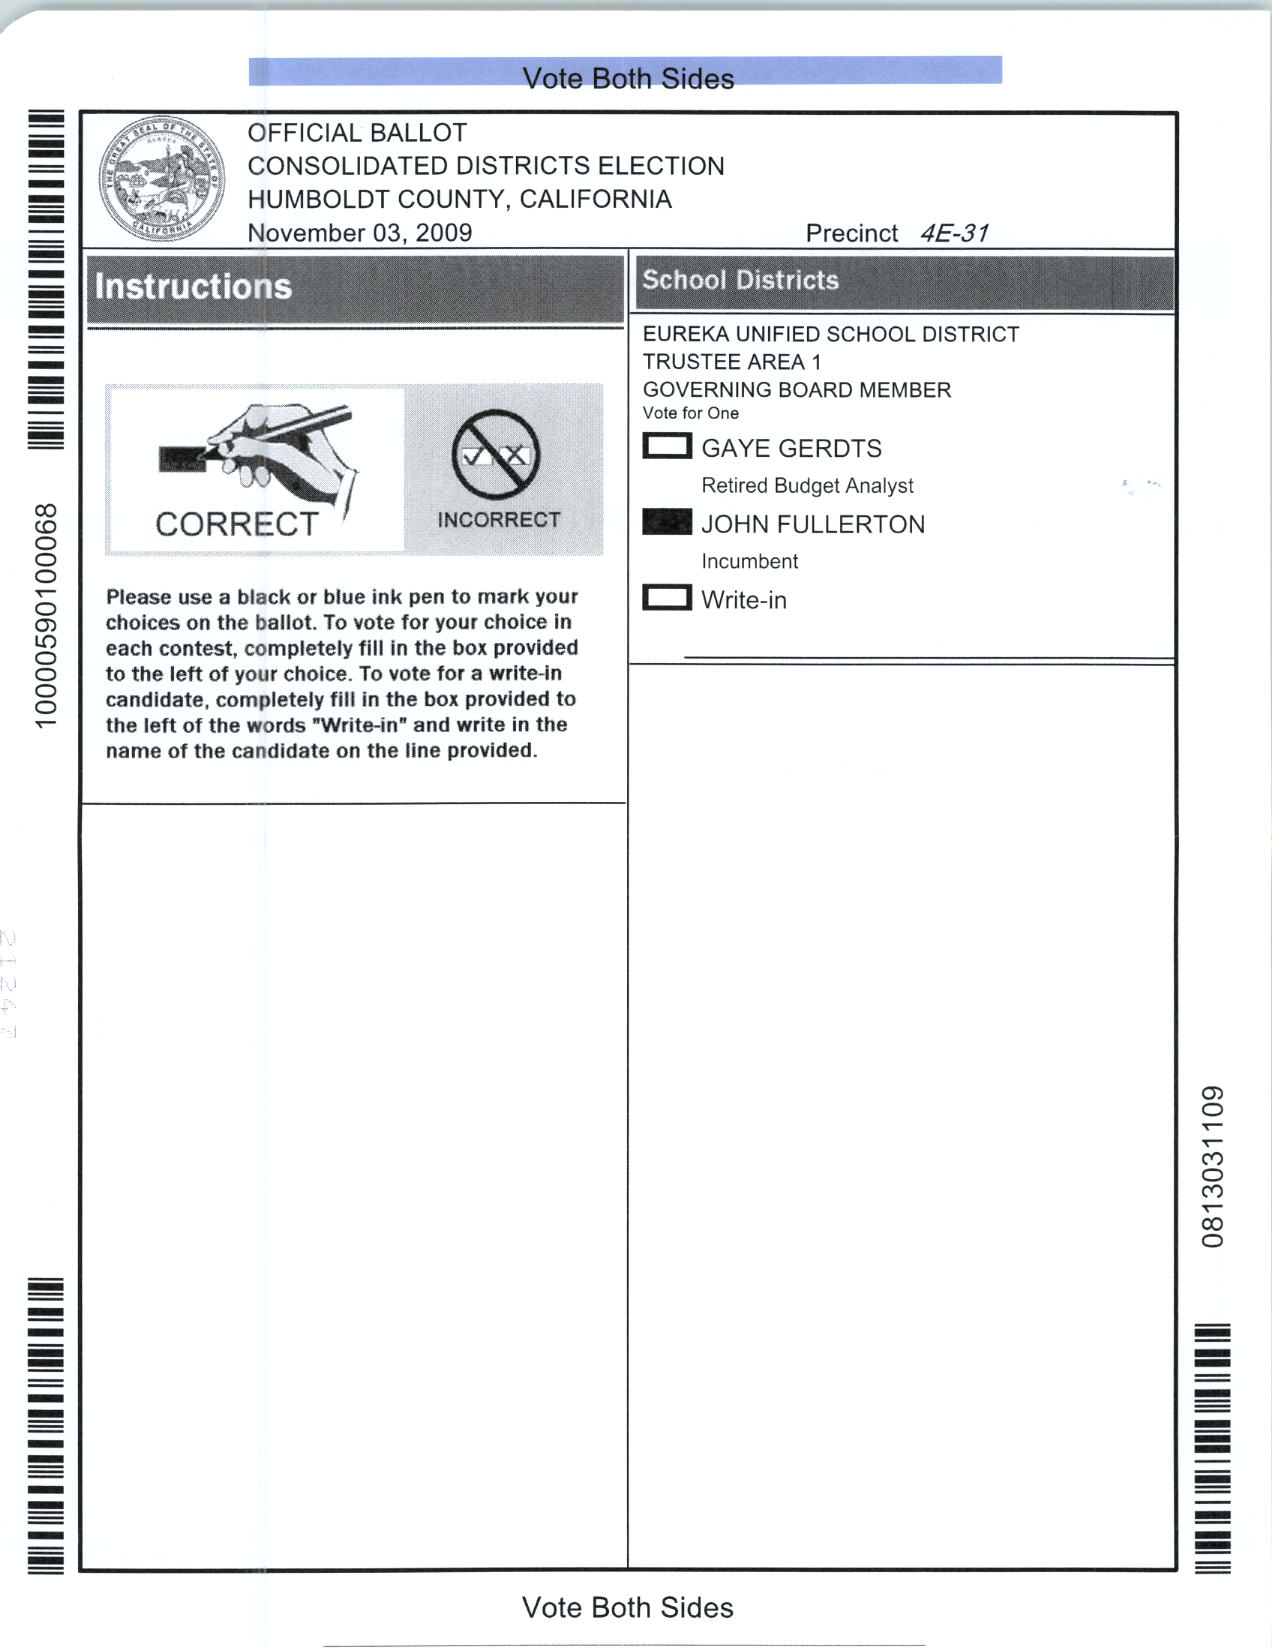 Vote Both Sides
OFFICIAL BALLOT
CONSOLIDATED DISTRICTS ELECTION
HUMBOLDT COUNTY, CALIFORNIA
November 03, 2009
Precinct 4E-31
THE GREAT SEAL OF THE STATE OF CALIFORNIA
EUREKA
Instructions
CORRECT
INCORRECT
Please use a black or blue ink pen to mark your
choices on the ballot. To vote for your choice in
each contest, completely fill in the box provided
to the left of your choice. To vote for a write-in
candidate, completely fill in the box provided to
the left of the words "Write-in" and write in the
name of the candidate on the line provided.
School Districts
EUREKA UNIFIED SCHOOL DISTRICT
TRUSTEE AREA 1
GOVERNING BOARD MEMBER
Vote for One
GAYE GERDTS
Retired Budget Analyst
JOHN FULLERTON
Incumbent
Write-in
10000590100068
0813031109
Vote Both Sides